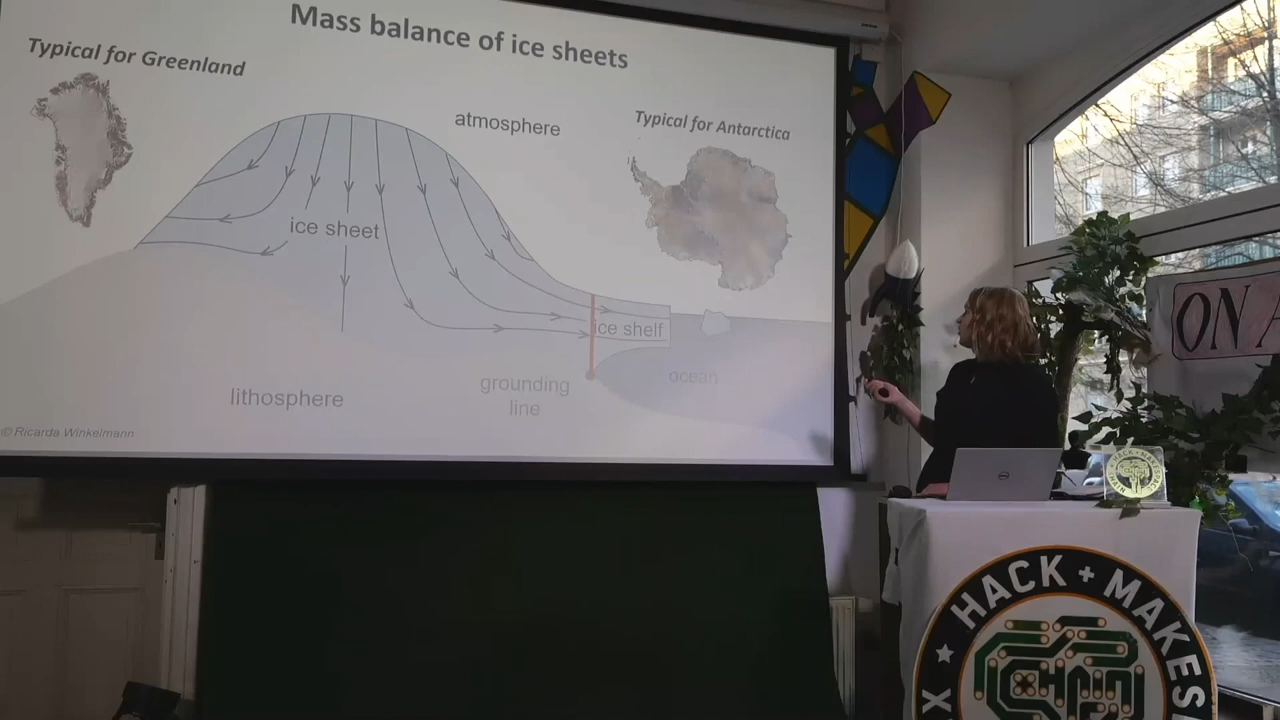 Mass balance of ice sheets
Typical for Greenland
atmosphere
Typical for Antarctica
ice sheet
ice shelf
ocean
grounding
line
lithosphere
© Ricarda Winkelmann
ON
HACK + MAKES
X